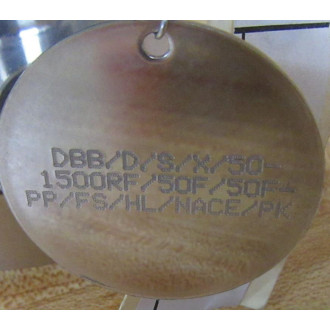 DBB/D/S/X/50-
1500RF/50F/50F-
PP/FS/HL/NACE/PK